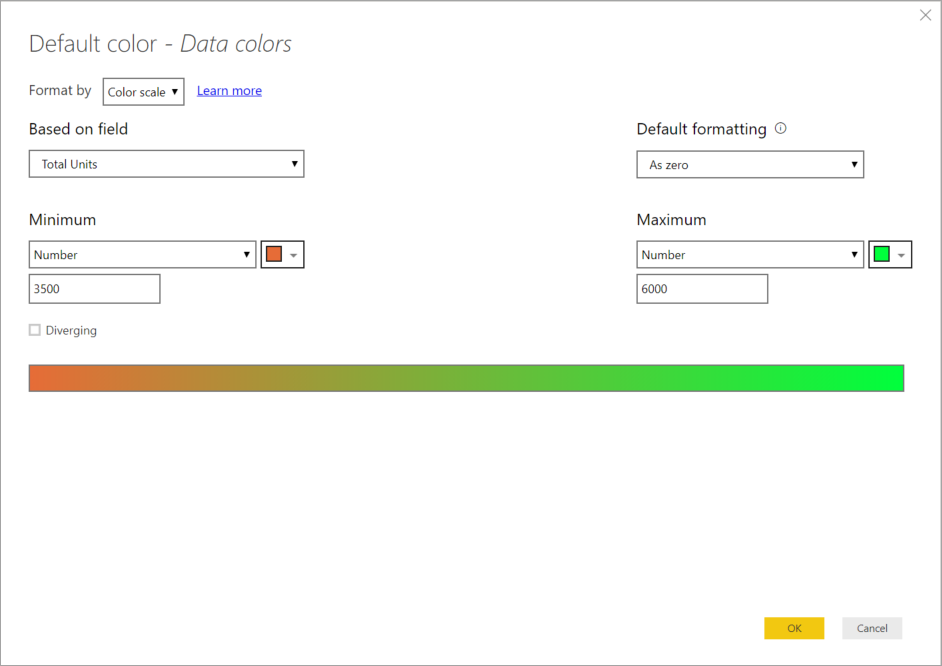 Default color - Data colors
Format by Color scale Learn more
Based on field Default formatting
Total Units As zero
Minimum Maximum
Number Number
3500 6000
Diverging
OK Cancel